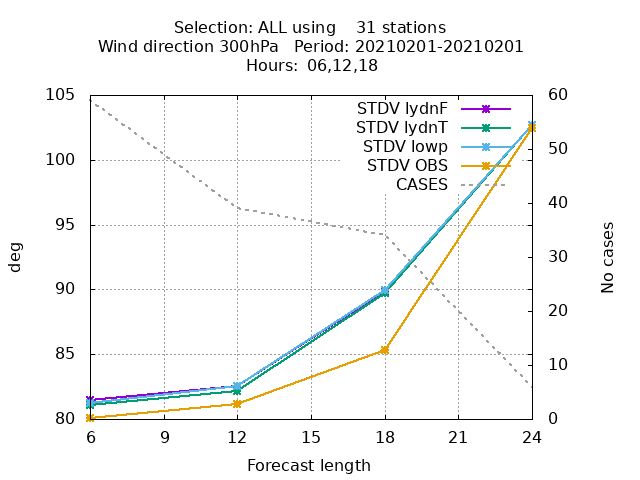 Selection: ALL using    31 stations
Wind direction 300hPa   Period: 20210201-20210201
Hours:  06,12,18
105
100
95
90
85
80
60
50
40
30
20
10
0
STDV lydnF
STDV lydnT
STDV lowp
STDV OBS
CASES
deg
No cases
6 9 12 15 18 21 24
Forecast length